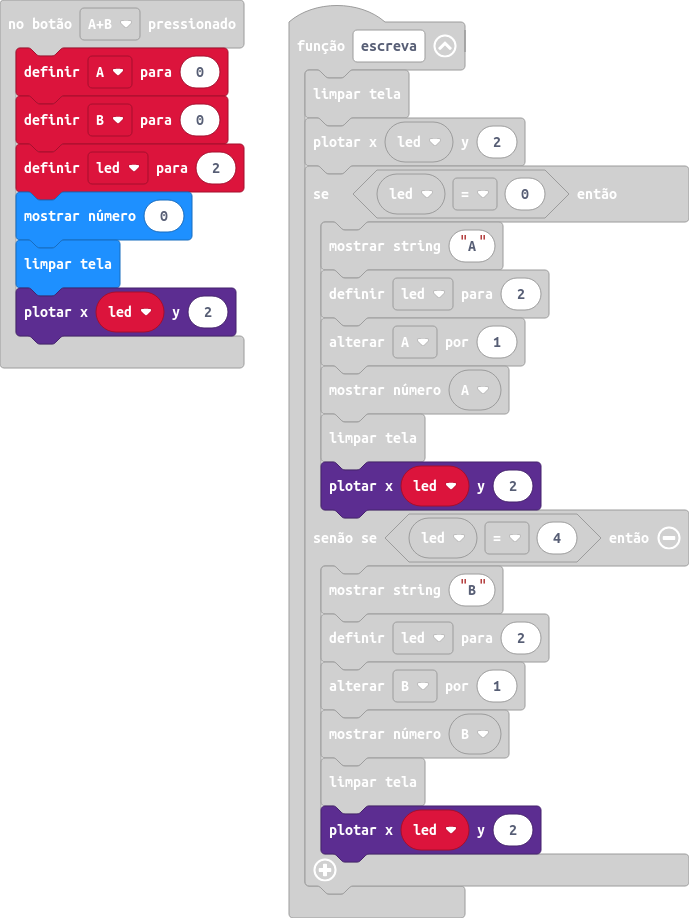 no botão A+B pressionado
definir A para 0
definir B para 0
definir led para 2
mostrar número 0
limpar tela
plotar x led y 2
função escreva
limpar tela
plotar x led y 2
se led = 0 então
mostrar string "A"
definir led para 2
alterar A por 1
mostrar número A
limpar tela
plotar x led y 2
senão se led = 4 então
mostrar string "B"
definir led para 2
alterar B por 1
mostrar número B
limpar tela
plotar x led y 2